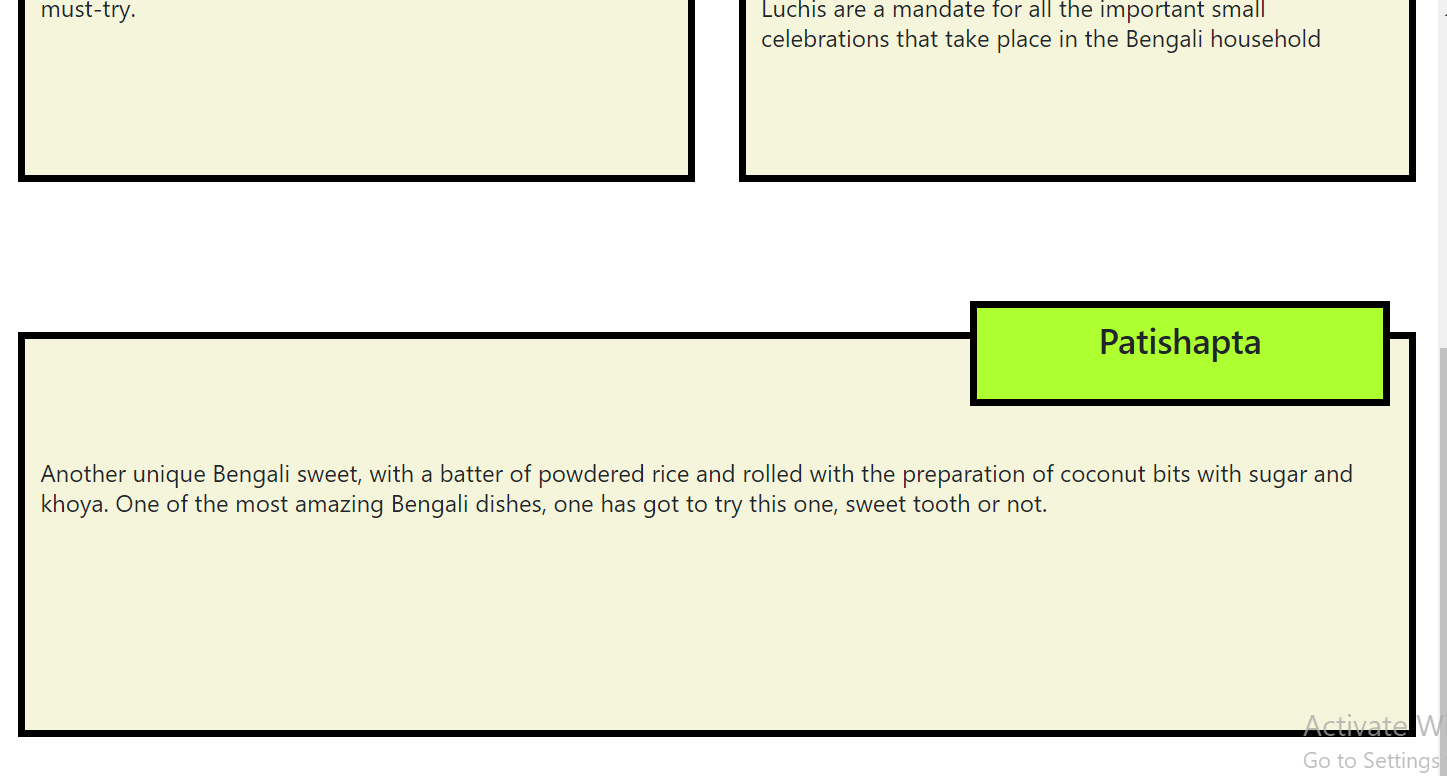 must-try.
Luchis are a mandate for all the important small
celebrations that take place in the Bengali household
Patishapta
Another unique Bengali sweet, with a batter of powdered rice and rolled with the preparation of coconut bits with sugar and
khoya. One of the most amazing Bengali dishes, one has got to try this one, sweet tooth or not.
Activate
Go to Settings